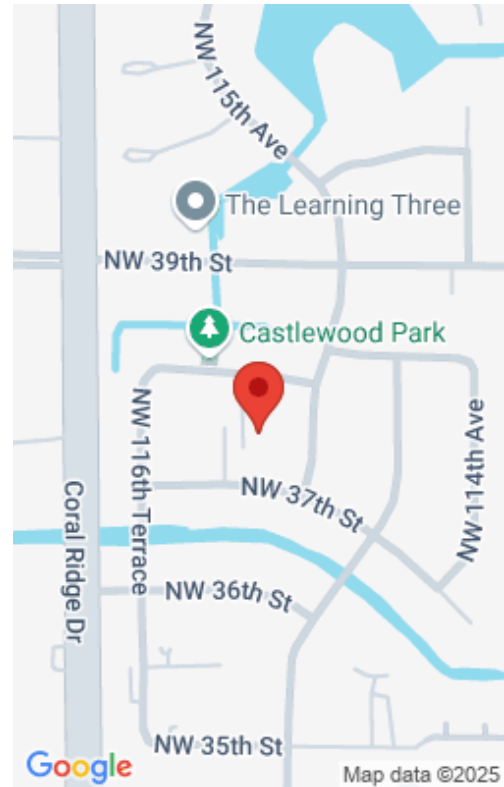 NW 115th Ave
The Learning Three
NW 39th St
Castlewood Park
NW 116th Terrace
NW 114th Ave
Coral Ridge Dr
NW 37th St
NW 36th St
NW 35th St
Google
Map data ©2025